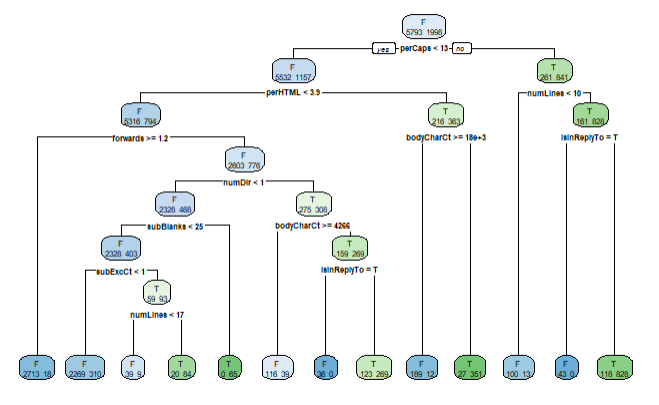 F
5793 1998
yes perCaps < 13 no
F
5532 1157
T
261 841
perHTML < 3.9
numLines < 10
F
5316 794
T
216 363
T
161 828
forwards >= 1.2
bodyCharCt >= 18e+3
isInReplyTo = T
F
2603 776
numDir < 1
F
2328 468
T
275 308
subBlanks < 25
bodyCharCt >= 4266
F
2328 403
T
159 269
subExcCt < 1
isInReplyTo = T
T
59 93
numLines < 17
F
2713 18
F
2269 310
F
39 9
T
20 84
T
0 65
F
116 39
F
36 0
T
123 269
F
189 12
T
27 351
F
100 13
F
43 0
T
118 828